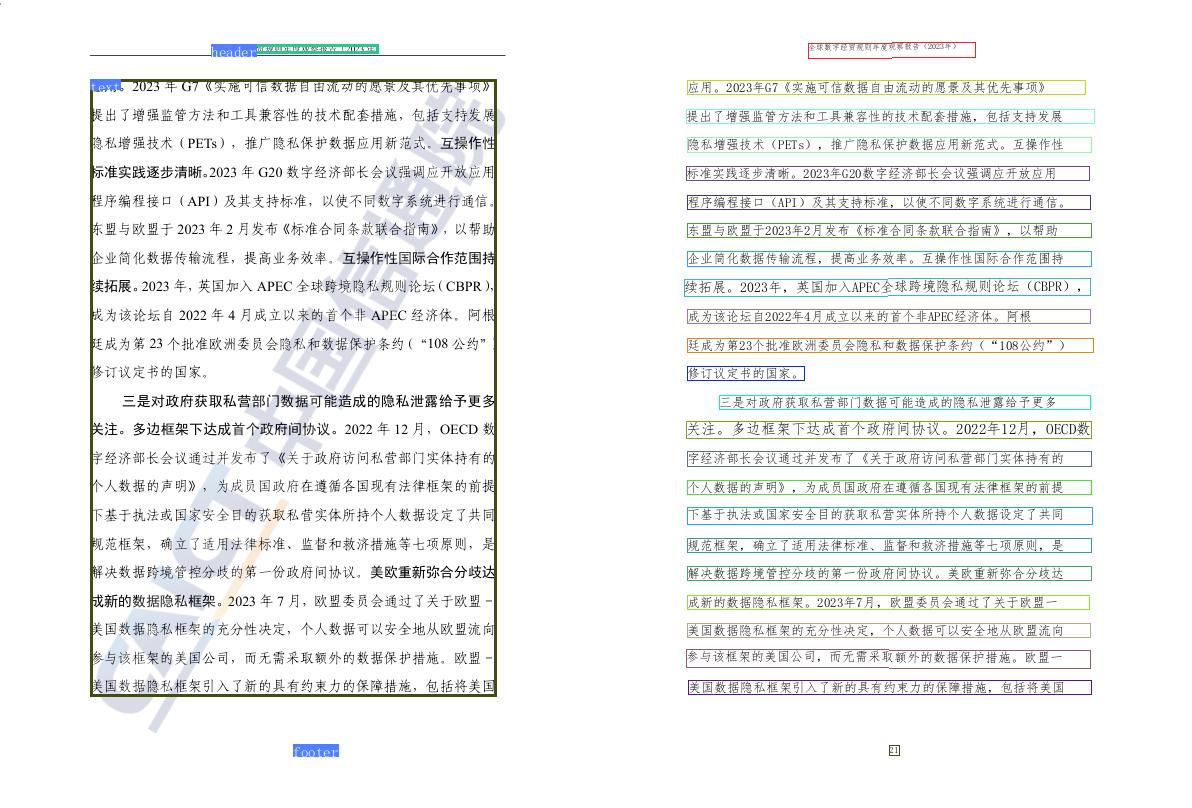 header
text
应用。2023 年 G7《实施可信数据自由流动的愿景及其优先事项》
提出了增强监管方法和工具兼容性的技术配套措施，包括支持发展
隐私增强技术（PETs），推广隐私保护数据应用新范式。互操作性
标准实践逐步清晰。2023 年 G20 数字经济部长会议强调应开放应用
程序编程接口（API）及其支持标准，以使不同数字系统进行通信。
东盟与欧盟于 2023 年 2 月发布《标准合同条款联合指南》，以帮助
企业简化数据传输流程，提高业务效率。互操作性国际合作范围持
续拓展。2023 年，英国加入 APEC 全球跨境隐私规则论坛（CBPR），
成为该论坛自 2022 年 4 月成立以来的首个非 APEC 经济体。阿根
廷成为第 23 个批准欧洲委员会隐私和数据保护条约（“108 公约”
修订议定书的国家。
三是对政府获取私营部门数据可能造成的隐私泄露给予更多
关注。多边框架下达成首个政府间协议。2022 年 12 月，OECD 数
字经济部长会议通过并发布了《关于政府访问私营部门实体持有的
个人数据的声明》，为成员国政府在遵循各国现有法律框架的前提
下基于执法或国家安全目的获取私营实体所持个人数据设定了共同
规范框架，确立了适用法律标准、监督和救济措施等七项原则，是
解决数据跨境管控分歧的第一份政府间协议。美欧重新弥合分歧达
成新的数据隐私框架。2023 年 7 月，欧盟委员会通过了关于欧盟－
美国数据隐私框架的充分性决定，个人数据可以安全地从欧盟流向
参与该框架的美国公司，而无需采取额外的数据保护措施。欧盟－
美国数据隐私框架引入了新的具有约束力的保障措施，包括将美国
CAICT 中国信通院
footer
全球数字经贸规则年度观察报告（2023年）
应用。2023年G7《实施可信数据自由流动的愿景及其优先事项》
提出了增强监管方法和工具兼容性的技术配套措施，包括支持发展
隐私增强技术（PETs），推广隐私保护数据应用新范式。互操作性
标准实践逐步清晰。2023年G20数字经济部长会议强调应开放应用
程序编程接口（API）及其支持标准，以使不同数字系统进行通信。
东盟与欧盟于2023年2月发布《标准合同条款联合指南》，以帮助
企业简化数据传输流程，提高业务效率。互操作性国际合作范围持
续拓展。2023年，英国加入APEC全球跨境隐私规则论坛（CBPR），
成为该论坛自2022年4月成立以来的首个非APEC经济体。阿根
廷成为第23个批准欧洲委员会隐私和数据保护条约（“108公约”）
修订议定书的国家。
三是对政府获取私营部门数据可能造成的隐私泄露给予更多
关注。多边框架下达成首个政府间协议。2022年12月，OECD数
字经济部长会议通过并发布了《关于政府访问私营部门实体持有的
个人数据的声明》，为成员国政府在遵循各国现有法律框架的前提
下基于执法或国家安全目的获取私营实体所持个人数据设定了共同
规范框架，确立了适用法律标准、监督和救济措施等七项原则，是
解决数据跨境管控分歧的第一份政府间协议。美欧重新弥合分歧达
成新的数据隐私框架。2023年7月，欧盟委员会通过了关于欧盟一
美国数据隐私框架的充分性决定，个人数据可以安全地从欧盟流向
参与该框架的美国公司，而无需采取额外的数据保护措施。欧盟一
美国数据隐私框架引入了新的具有约束力的保障措施，包括将美国
21